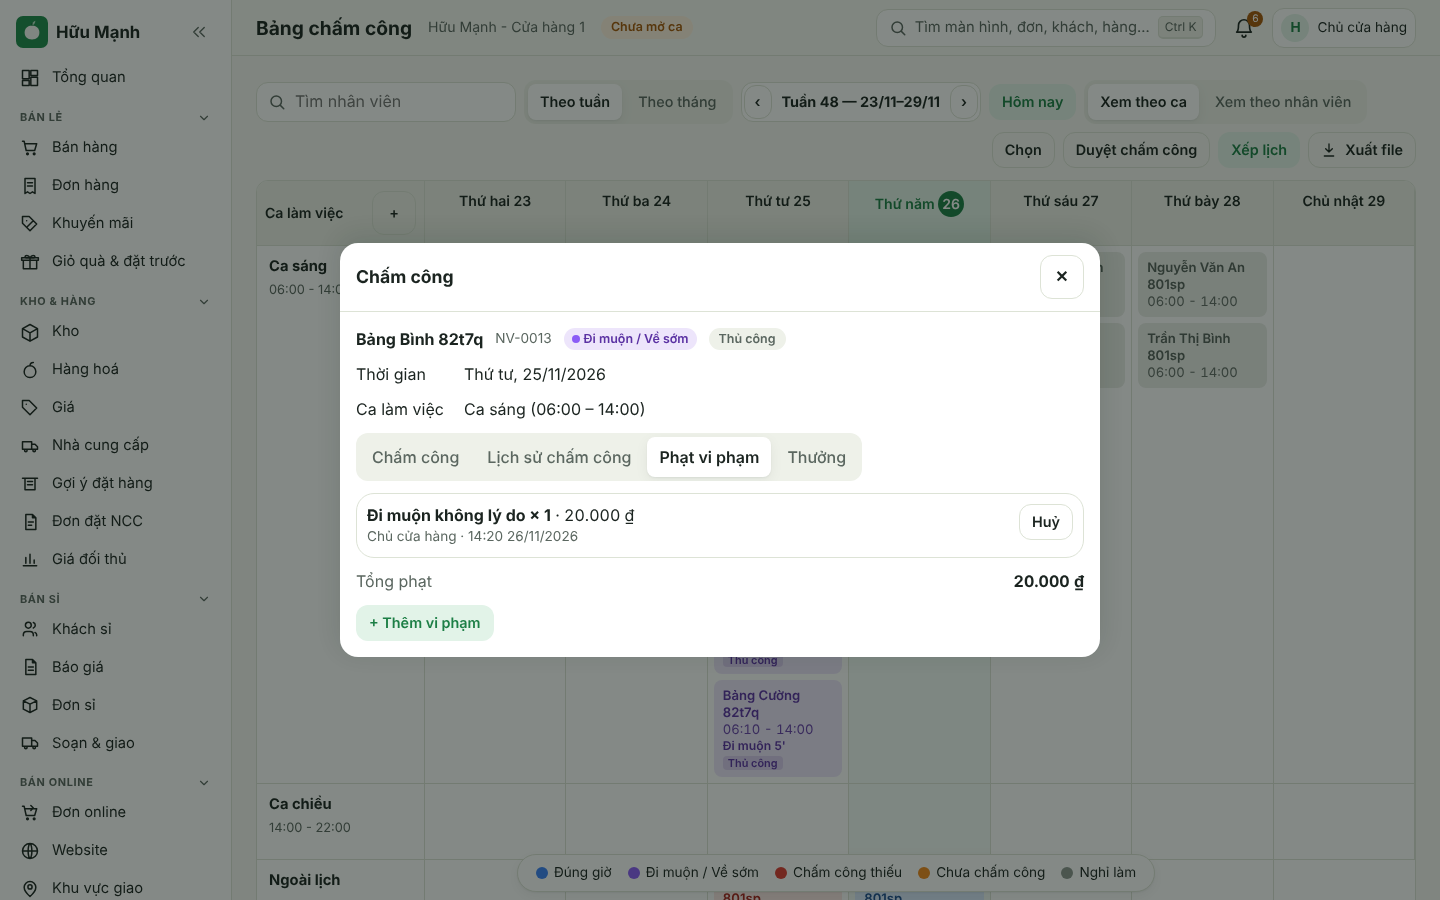 Hữu Mạnh
Tổng quan
BÁN LẺ
Bán hàng
Đơn hàng
Khuyến mãi
Giỏ quà & đặt trước
KHO & HÀNG
Kho
Hàng hoá
Giá
Nhà cung cấp
Gợi ý đặt hàng
Đơn đặt NCC
Giá đối thủ
BÁN SỈ
Khách sỉ
Báo giá
Đơn sỉ
Soạn & giao
BÁN ONLINE
Đơn online
Website
Khu vực giao
Bảng chấm công
Hữu Mạnh - Cửa hàng 1
Chưa mở ca
Tìm màn hình, đơn, khách, hàng...
Ctrl K
6
H
Chủ cửa hàng
Tìm nhân viên
Theo tuần
Theo tháng
‹
Tuần 48 — 23/11–29/11
›
Hôm nay
Xem theo ca
Xem theo nhân viên
Chọn
Duyệt chấm công
Xếp lịch
Xuất file
Ca làm việc
+
Thứ hai 23
Thứ ba 24
Thứ tư 25
Thứ năm 26
Thứ sáu 27
Thứ bảy 28
Chủ nhật 29
Ca sáng
Nguyễn Văn An
801sp
06:00 - 14:00
Trần Thị Bình
801sp
06:00 - 14:00
Chấm công
×
Bảng Bình 82t7q
NV-0013
Đi muộn / Về sớm
Thủ công
Thời gian
Thứ tư, 25/11/2026
Ca làm việc
Ca sáng (06:00 – 14:00)
Chấm công
Lịch sử chấm công
Phạt vi phạm
Thưởng
Đi muộn không lý do × 1 · 20.000 ₫
Chủ cửa hàng · 14:20 26/11/2026
Huỷ
Tổng phạt
20.000 ₫
+ Thêm vi phạm
Thủ công
Bảng Cường
82t7q
06:10 - 14:00
Đi muộn 5'
Thủ công
Ca chiều
14:00 - 22:00
Ngoài lịch
Đúng giờ
Đi muộn / Về sớm
Chấm công thiếu
Chưa chấm công
Nghỉ làm
801sp
801sp